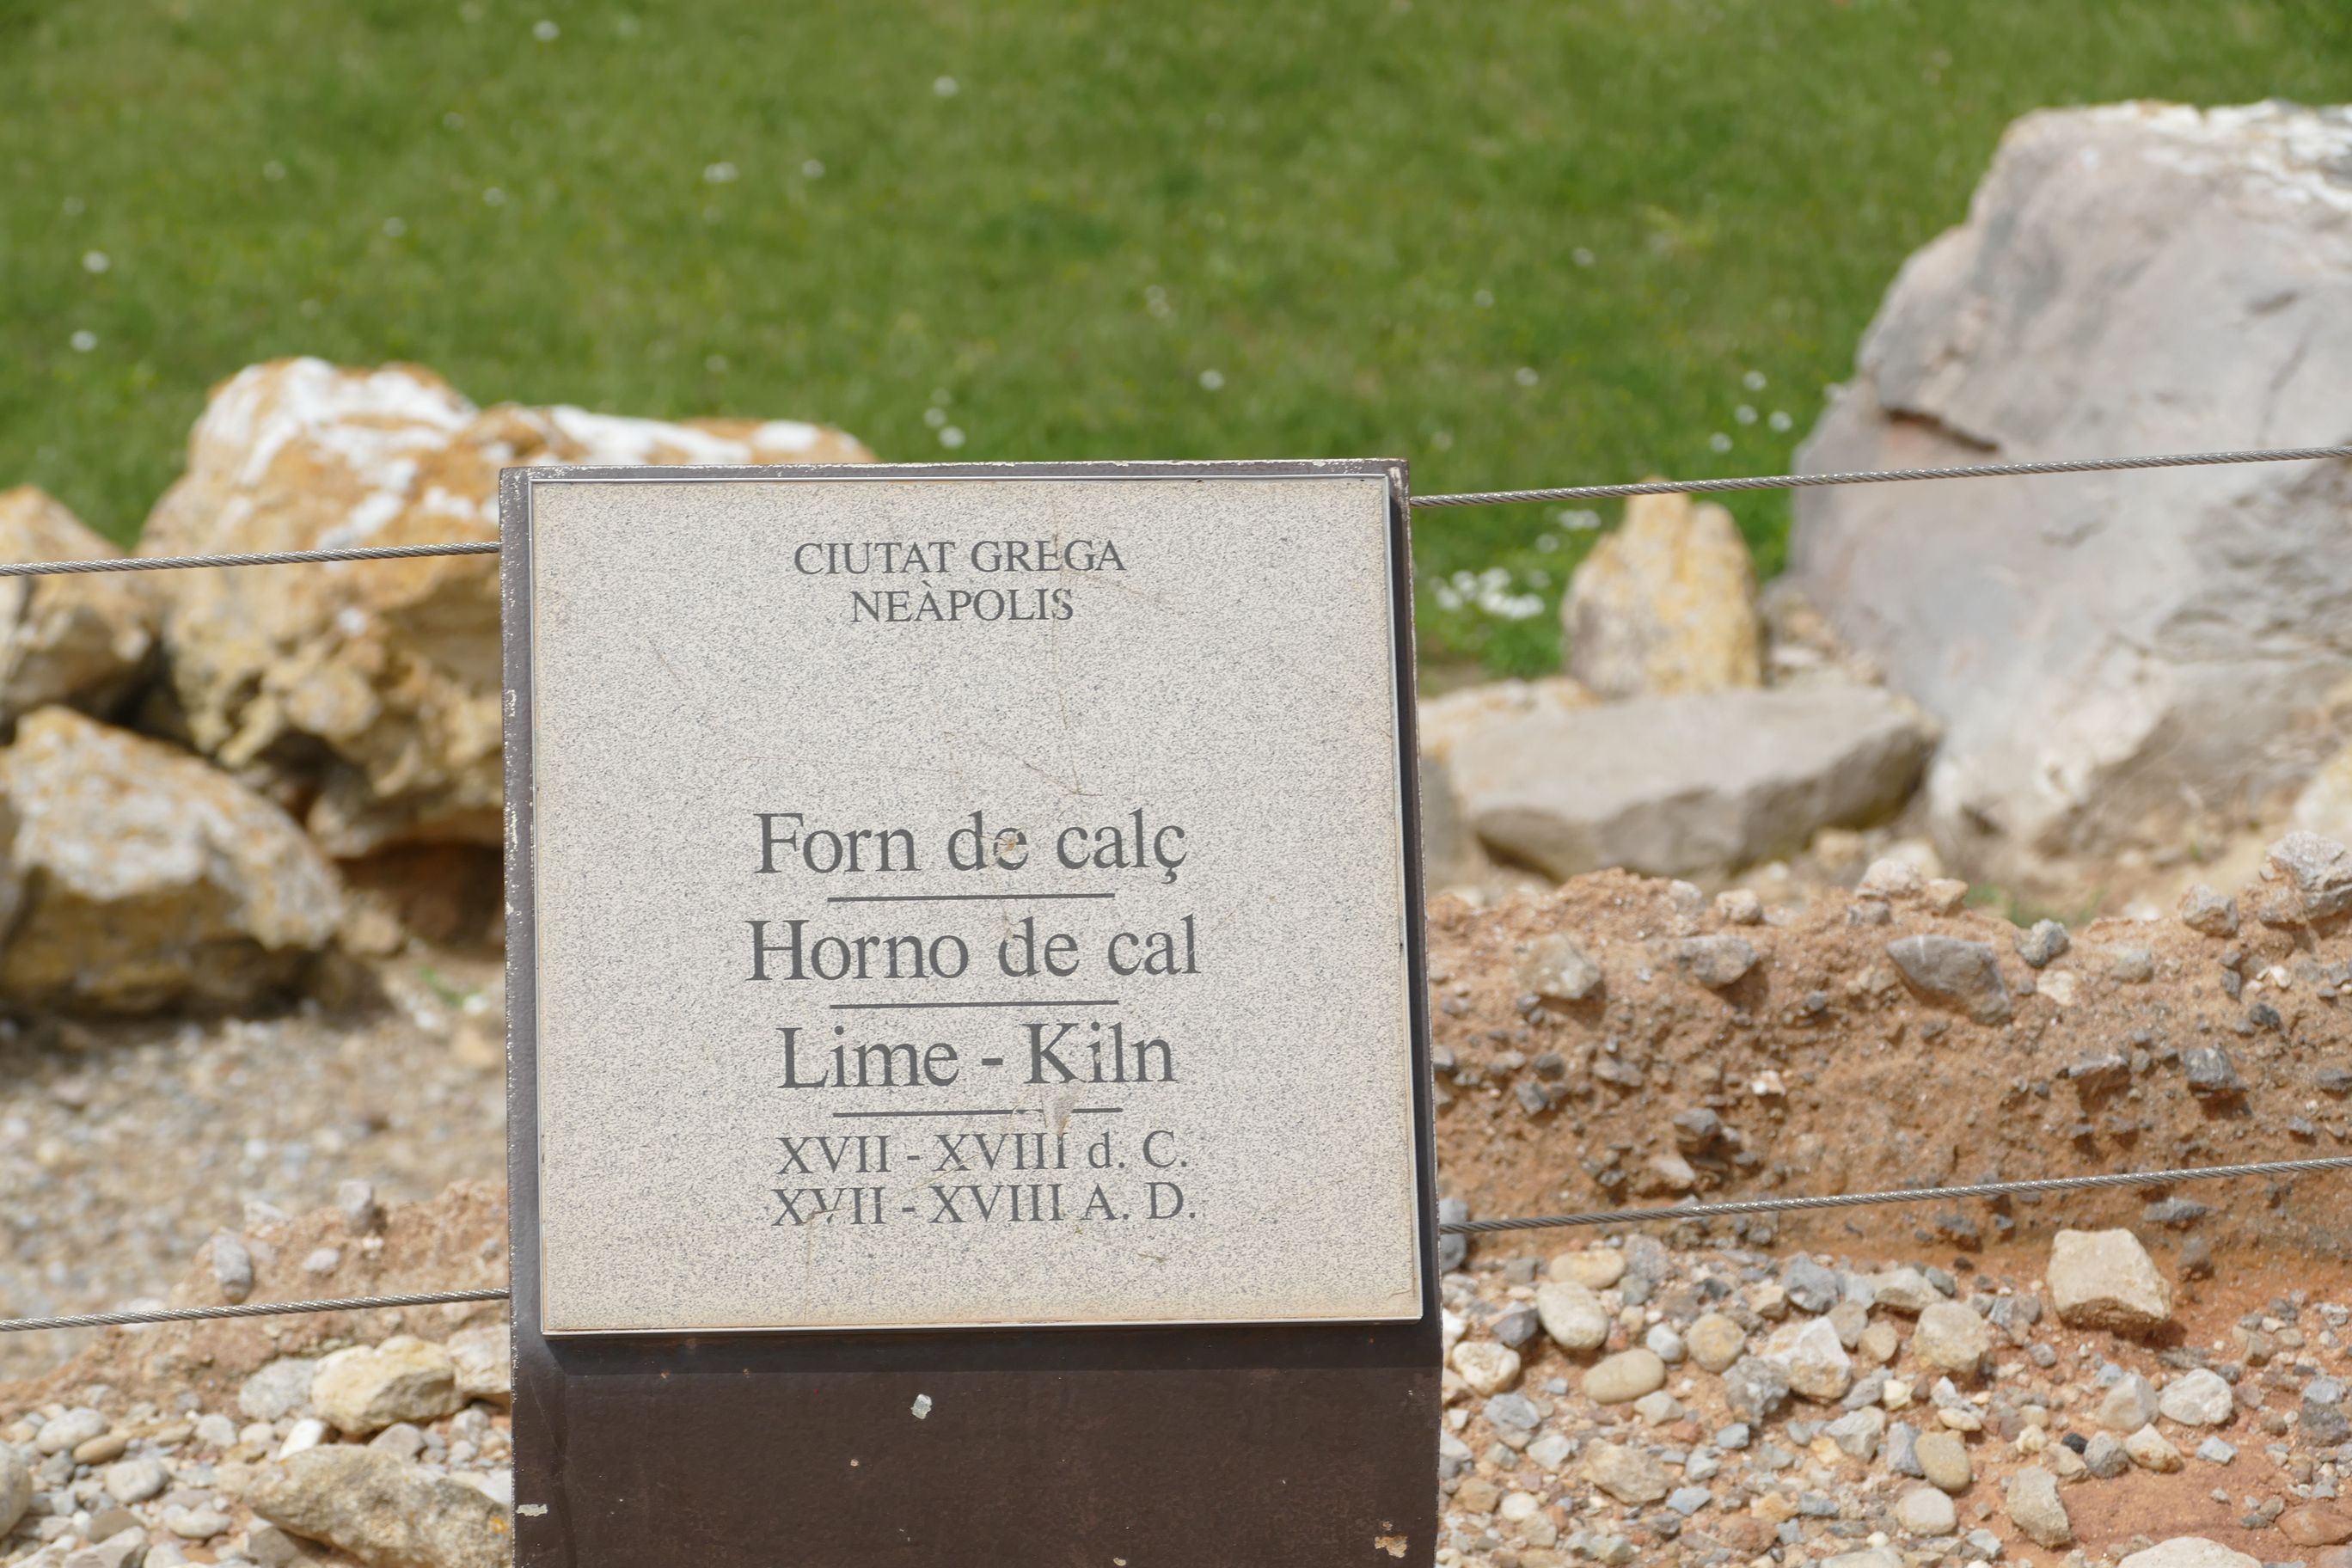 CIUTAT GREGA
NEÀPOLIS
Forn de calç
Horno de cal
Lime - Kiln
XVII - XVIII d. C.
XVII - XVIII A. D.